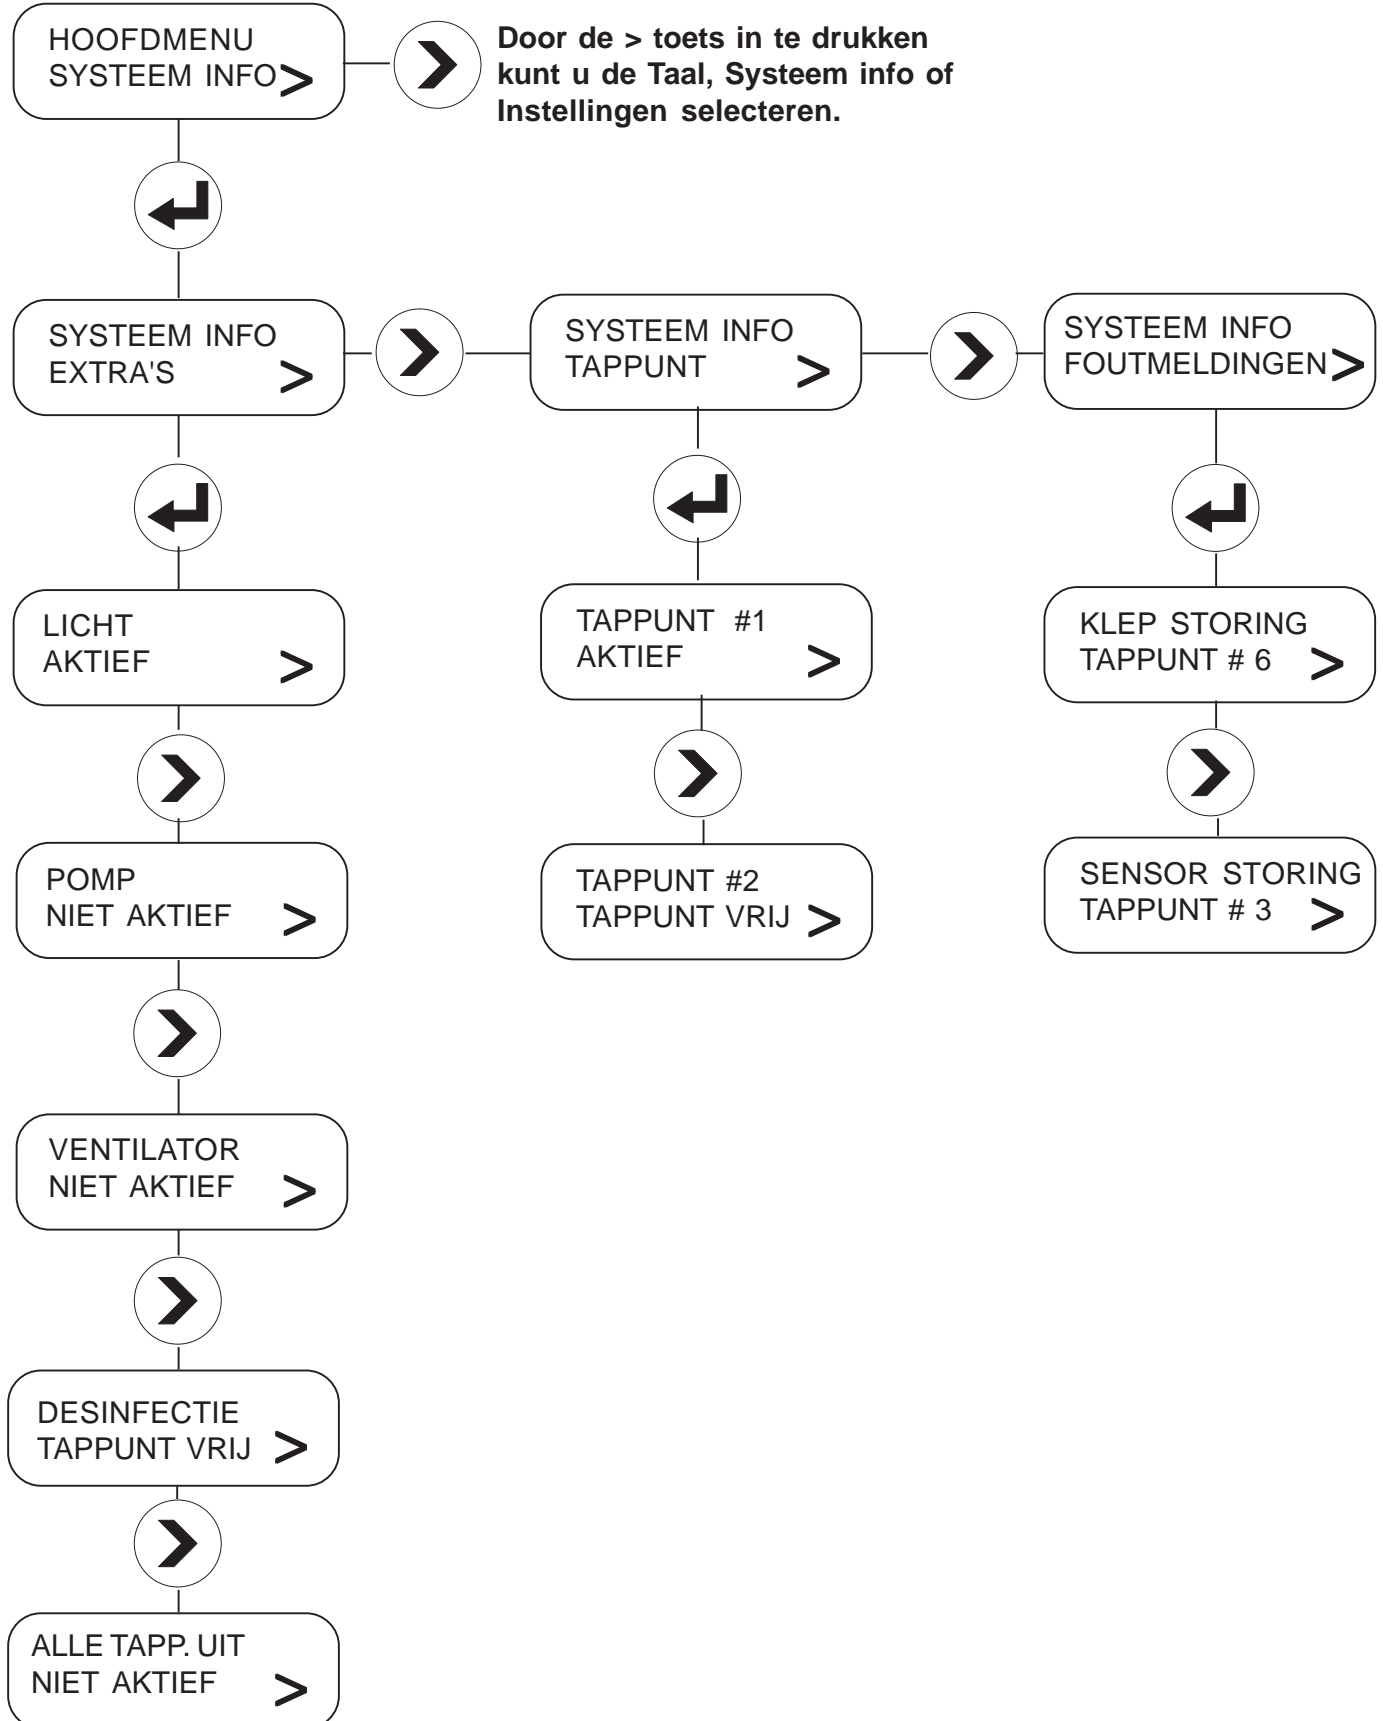 HOOFDMENU
SYSTEEM INFO >
Door de > toets in te drukken
kunt u de Taal, Systeem info of
Instellingen selecteren.
SYSTEEM INFO
EXTRA'S >
SYSTEEM INFO
TAPPUNT >
SYSTEEM INFO
FOUTMELDINGEN >
LICHT
AKTIEF >
TAPPUNT #1
AKTIEF >
KLEP STORING
TAPPUNT # 6 >
POMP
NIET AKTIEF >
TAPPUNT #2
TAPPUNT VRIJ >
SENSOR STORING
TAPPUNT # 3 >
VENTILATOR
NIET AKTIEF >
DESINFECTIE
TAPPUNT VRIJ >
ALLE TAPP. UIT
NIET AKTIEF >